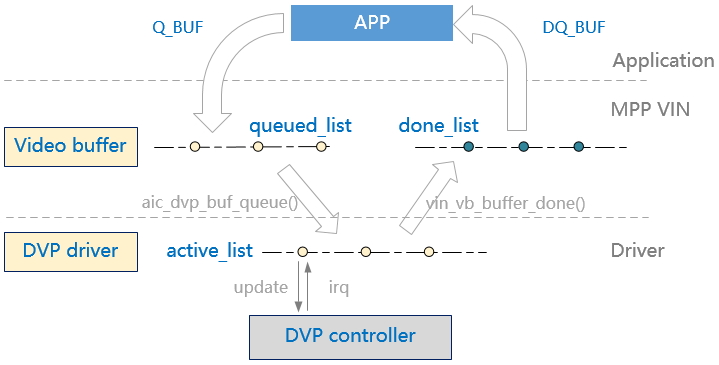 Q_BUF
APP
DQ_BUF
Application
MPP VIN
queued_list
done_list
Video buffer
aic_dvp_buf_queue()
vin_vb_buffer_done()
DVP driver
active_list
Driver
update
irq
DVP controller